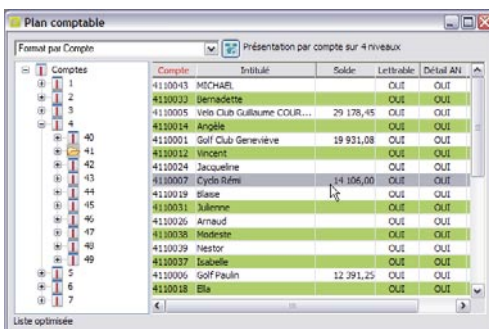 Plan comptable
Format par Compte Présentation par compte sur 4 niveaux
Comptes
1
2
3
4
40
41
42
43
44
45
46
47
48
49
5
6
7
Compte Intitulé Solde Lettrable Détail AN
4110043 MICHAEL OUI OUI
4110033 Bernadette OUI OUI
4110005 Velo Club Guillaume COUR... 29 178,45 OUI OUI
4110014 Angèle OUI OUI
4110001 Golf Club Geneviève 19 931,08 OUI OUI
4110012 Vincent OUI OUI
4110024 Jacqueline OUI OUI
4110007 Cyclo Rémi 14 106,00 OUI OUI
4110019 Blaise OUI OUI
4110031 Julienne OUI OUI
4110026 Arnaud OUI OUI
4110038 Modeste OUI OUI
4110039 Nestor OUI OUI
4110037 Isabelle OUI OUI
4110006 Golf Paulin 12 391,25 OUI OUI
4110018 Ella OUI OUI
Liste optimisée